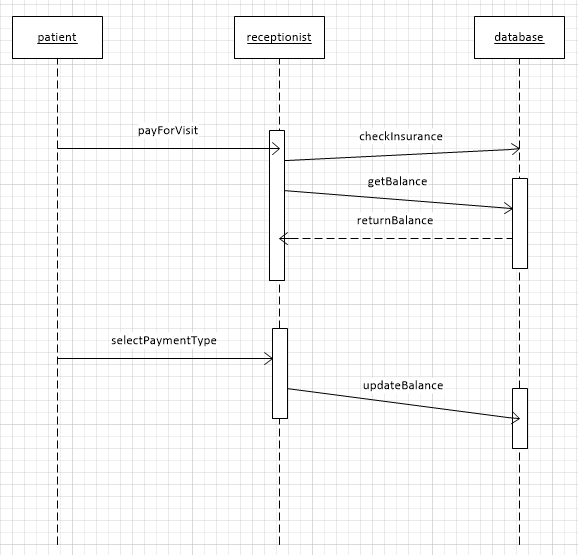 patient
receptionist
database
payForVisit
checkInsurance
getBalance
returnBalance
selectPaymentType
updateBalance